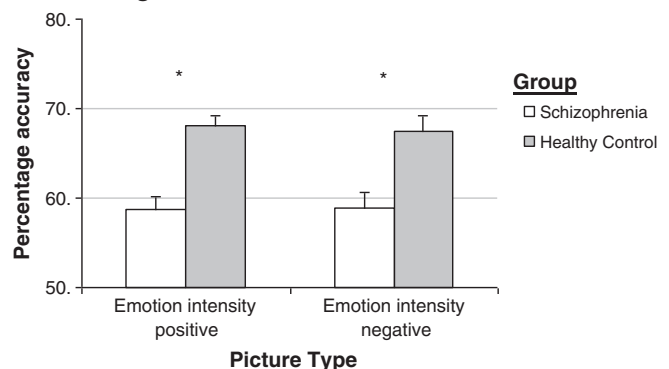 80.
70.
60.
50.
Percentage accuracy
*
*
Emotion intensity
positive
Emotion intensity
negative
Picture Type
Group
Schizophrenia
Healthy Control